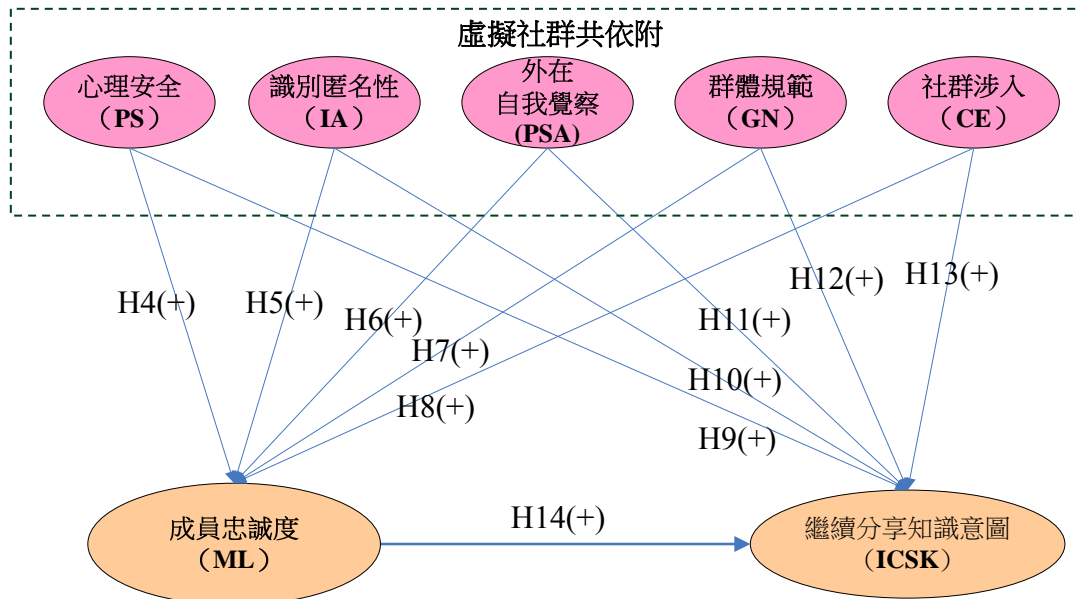 虛擬社群共依附
心理安全
（PS）
識別匿名性
（IA）
外在
自我覺察
(PSA)
群體規範
（GN）
社群涉入
（CE）
H4(+)
H5(+)
H6(+)
H7(+)
H8(+)
H11(+)
H12(+)
H13(+)
H10(+)
H9(+)
成員忠誠度
（ML）
H14(+)
繼續分享知識意圖
（ICSK）